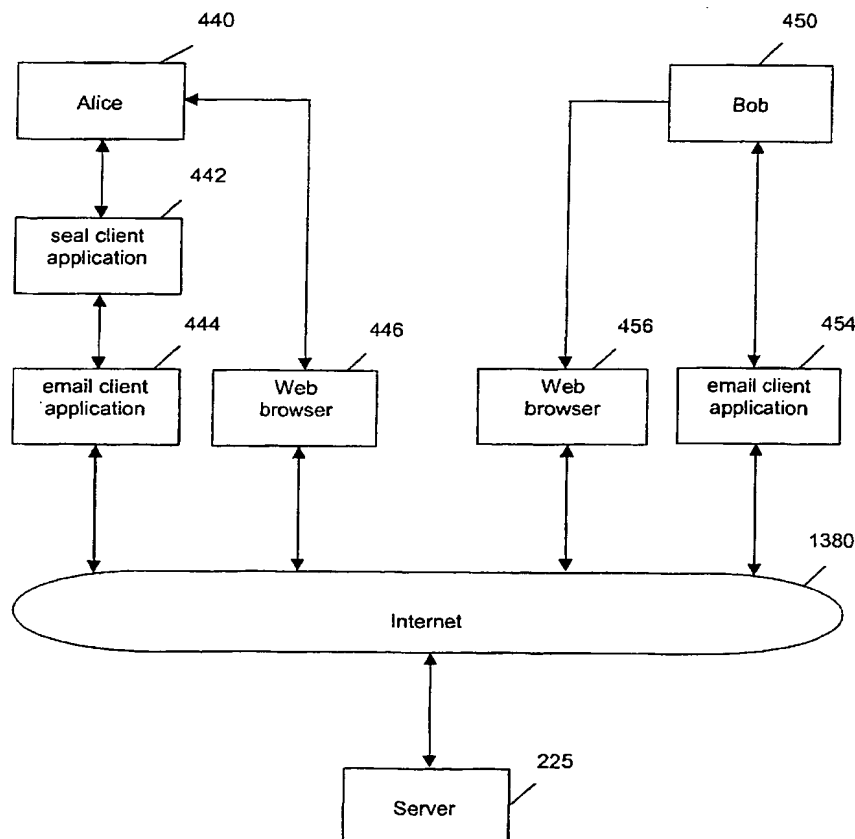 440
450
Alice
Bob
442
seal client
application
444
446
456
454
email client
application
Web
browser
Web
browser
email client
application
1380
Internet
225
Server